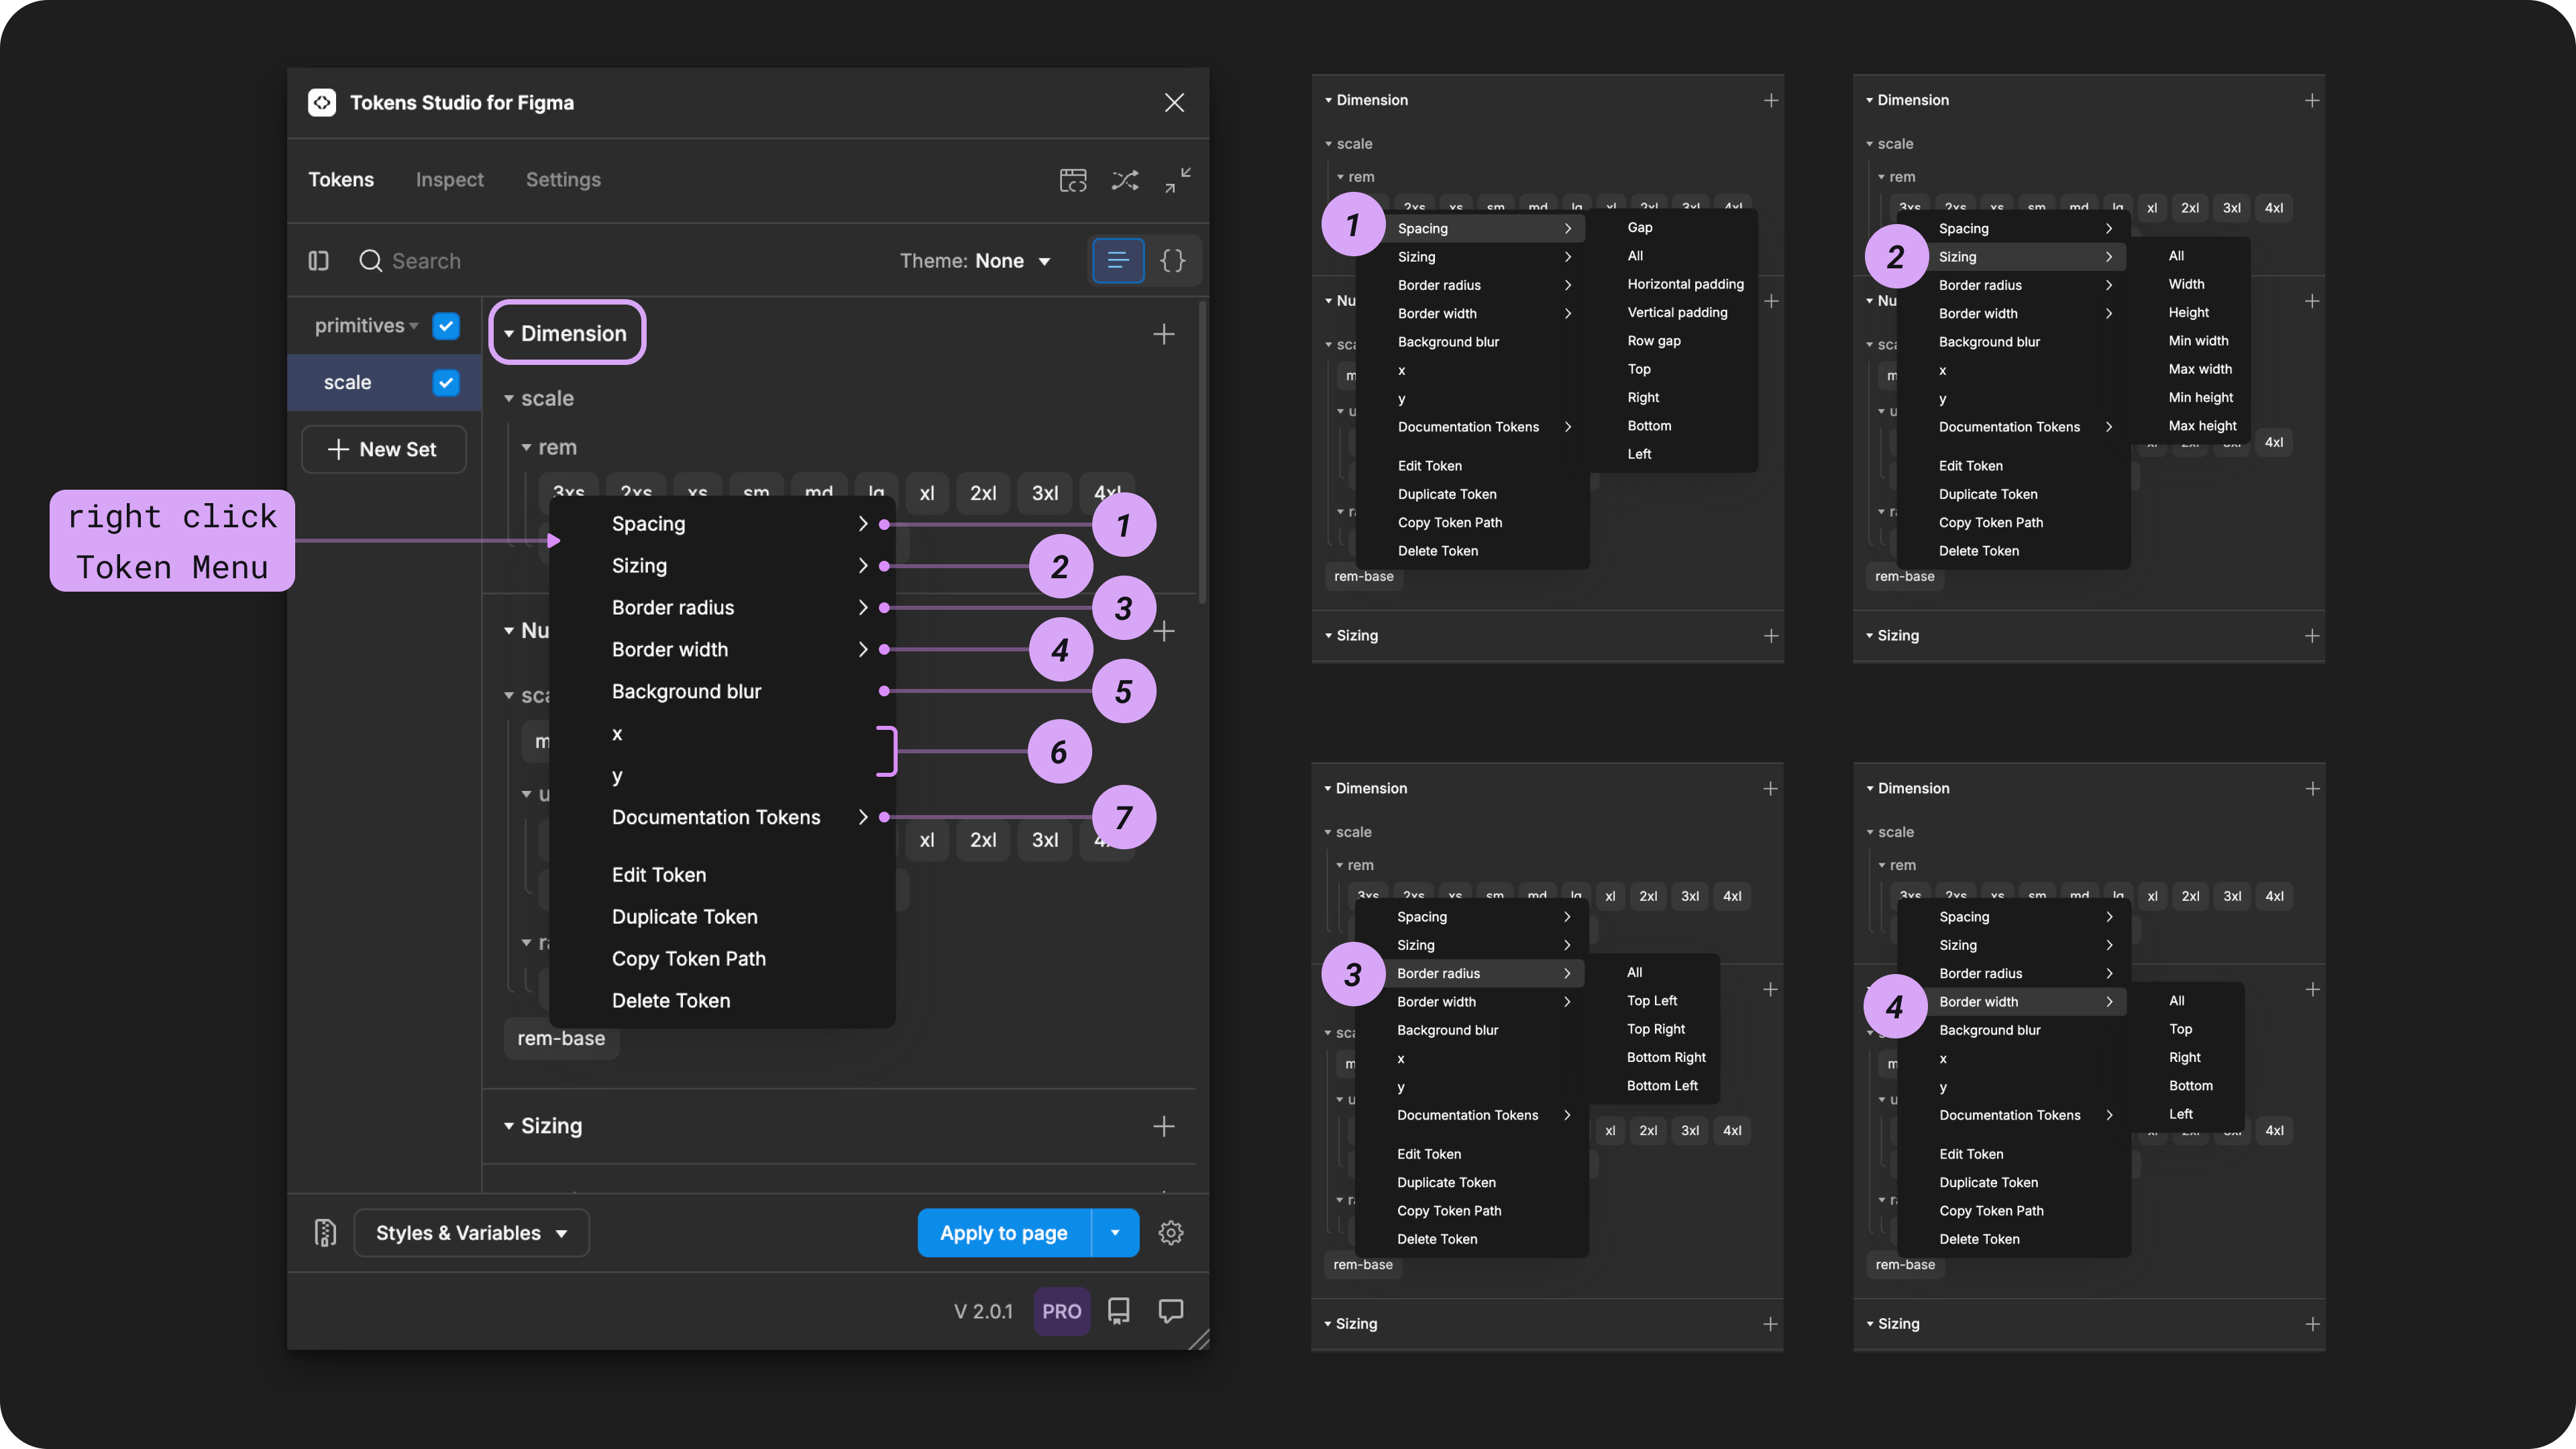 Tokens Studio for Figma
Tokens Inspect Settings
Search
Theme: None
primitives
scale
New Set
right click
Token Menu
Dimension
scale
rem
3xs 2xs xs sm md lg xl 2xl 3xl 4xl
Spacing
Sizing
Border radius
Border width
Background blur
x
y
Documentation Tokens
Edit Token
Duplicate Token
Copy Token Path
Delete Token
1
2
3
4
5
6
7
xl 2xl 3xl
rem-base
Sizing
Styles & Variables
Apply to page
V 2.0.1 PRO
Dimension
scale
rem
2xs xs sm md lg xl 2xl 3xl 4xl
1
Spacing
Sizing
Border radius
Border width
Background blur
x
y
Documentation Tokens
Edit Token
Duplicate Token
Copy Token Path
Delete Token
Gap
All
Horizontal padding
Vertical padding
Row gap
Top
Right
Bottom
Left
rem-base
Sizing
Dimension
scale
rem
3xs 2xs xs sm md lg xl 2xl 3xl 4xl
2
Spacing
Sizing
Border radius
Border width
Background blur
x
y
Documentation Tokens
Edit Token
Duplicate Token
Copy Token Path
Delete Token
All
Width
Height
Min width
Max width
Min height
Max height
xl 2xl 3xl 4xl
rem-base
Sizing
Dimension
scale
rem
3xs 2xs xs sm md lg xl 2xl 3xl 4xl
3
Spacing
Sizing
Border radius
Border width
Background blur
x
y
Documentation Tokens
Edit Token
Duplicate Token
Copy Token Path
Delete Token
All
Top Left
Top Right
Bottom Right
Bottom Left
xl 2xl 3xl 4xl
rem-base
Sizing
Dimension
scale
rem
3xs 2xs xs sm md lg xl 2xl 3xl 4xl
4
Spacing
Sizing
Border radius
Border width
Background blur
x
y
Documentation Tokens
Edit Token
Duplicate Token
Copy Token Path
Delete Token
All
Top
Right
Bottom
Left
xl 2xl 3xl 4xl
rem-base
Sizing